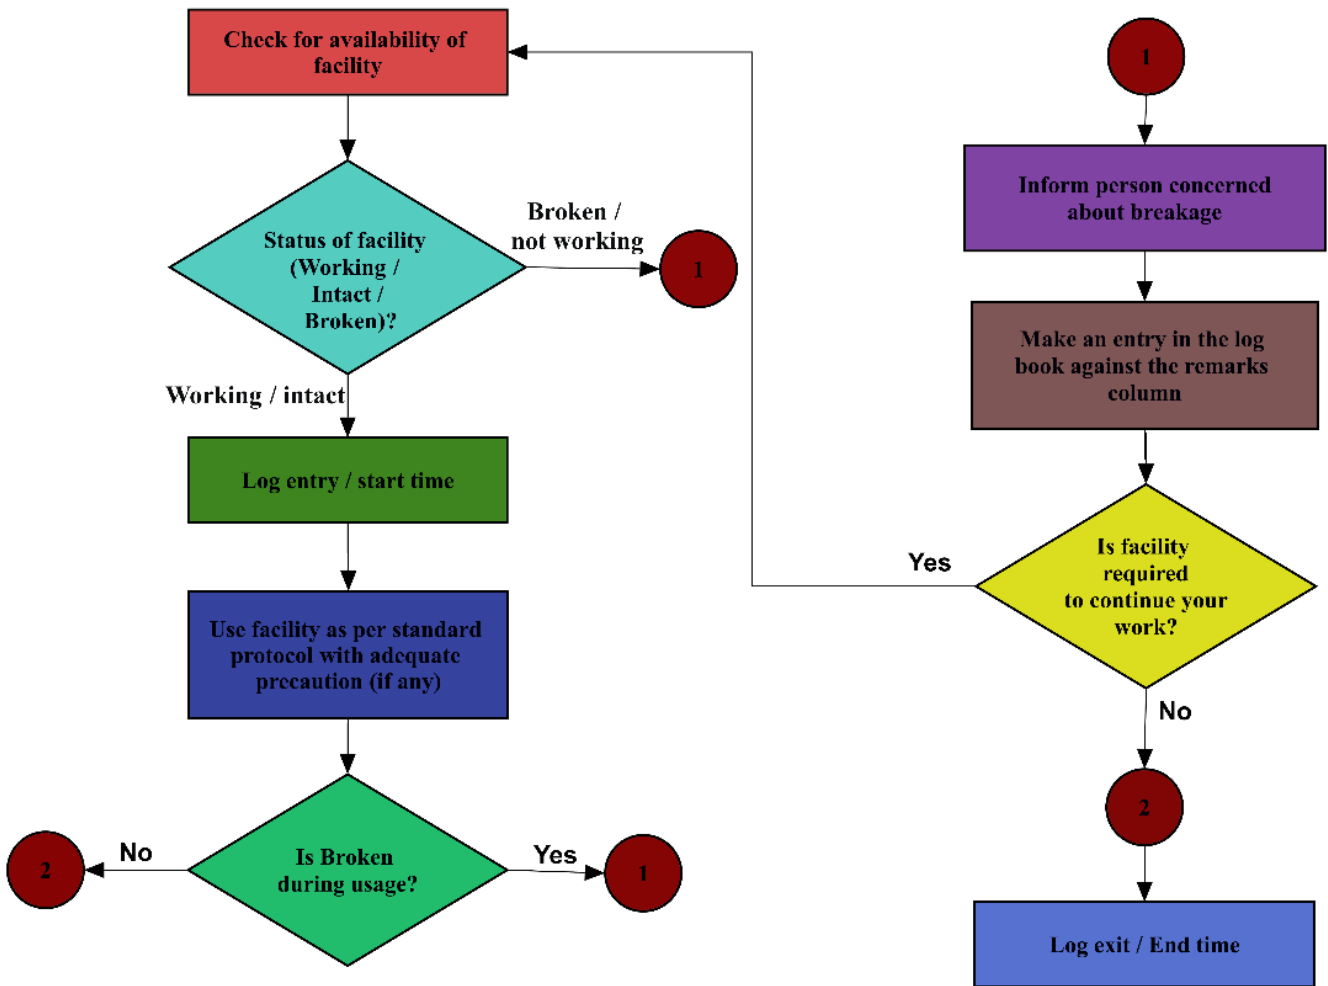 Check for availability of
facility
Status of facility
(Working /
Intact /
Broken)?
Broken /
not working
1
Working / intact
Log entry / start time
Use facility as per standard
protocol with adequate
precaution (if any)
Is Broken
during usage?
No
2
Yes
1
1
Inform person concerned
about breakage
Make an entry in the log
book against the remarks
column
Is facility
required
to continue your
work?
Yes
No
2
Log exit / End time